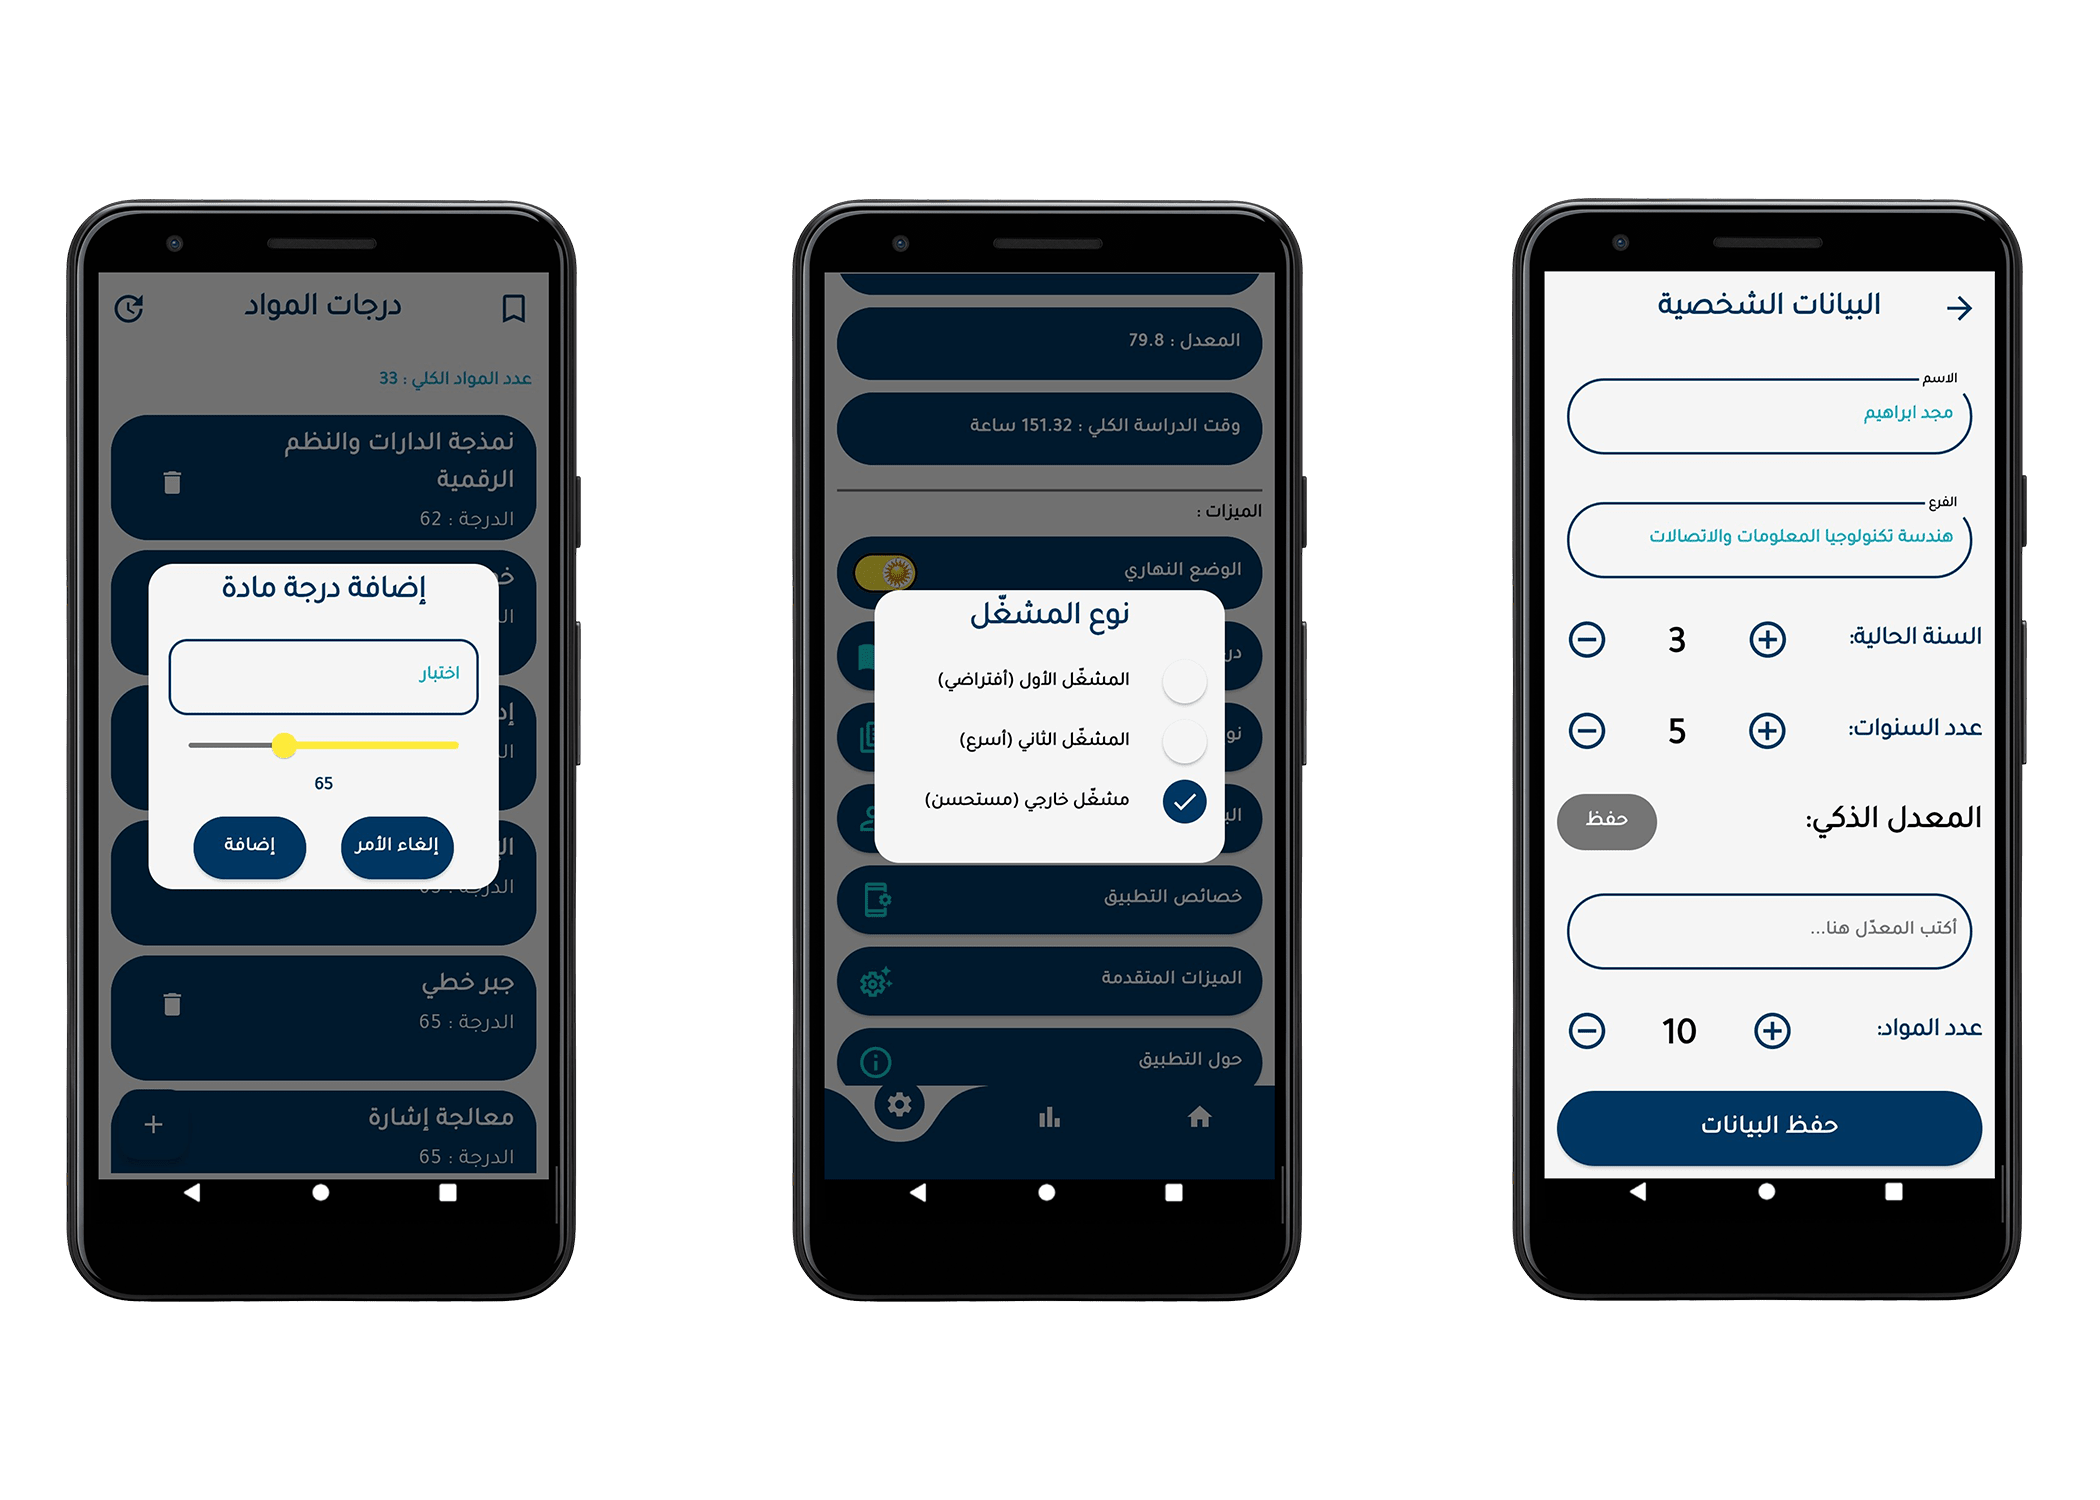 درجات المواد
عدد المواد الكلي : 33
نمذجة الدارات والنظم
الرقمية
الدرجة : 62
إضافة درجة مادة
اختبار
65
إلغاء الأمر
إضافة
جبر خطي
الدرجة : 65
معالجة إشارة
الدرجة : 65
المعدل : 79.8
وقت الدراسة الكلي : 151.32 ساعة
الميزات :
الوضع النهاري
نوع المشغّل
المشغّل الأول (أفتراضي)
المشغّل الثاني (أسرع)
مشغّل خارجي (مستحسن)
خصائص التطبيق
الميزات المتقدمة
حول التطبيق
البيانات الشخصية
الاسم
مجد ابراهيم
الفرع
هندسة تكنولوجيا المعلومات والاتصالات
السنة الحالية: 3
عدد السنوات: 5
المعدل الذكي: حفظ
أكتب المعدّل هنا...
عدد المواد: 10
حفظ البيانات